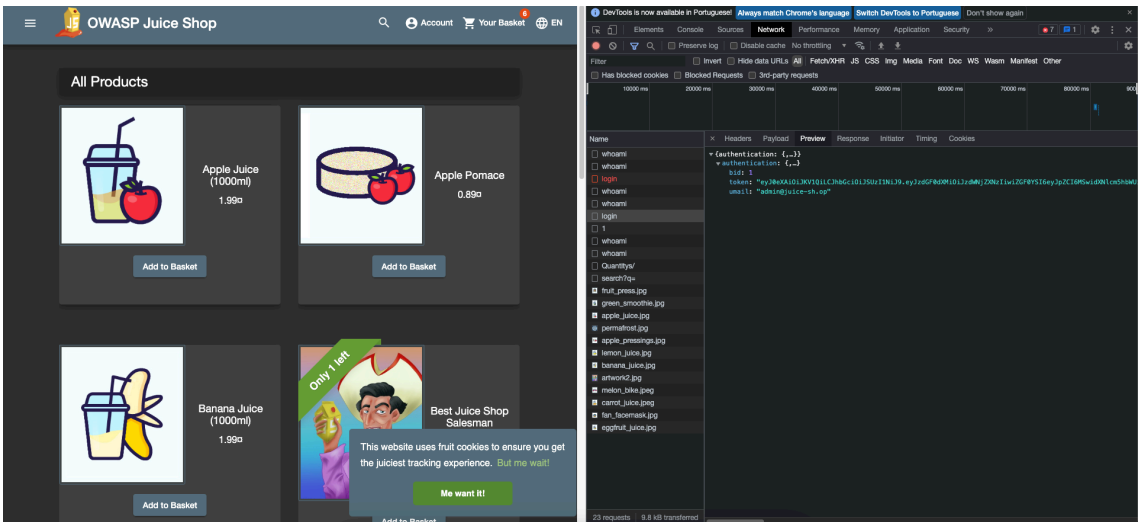 OWASP Juice Shop
Account
Your Basket
6
EN
All Products
Apple Juice
(1000ml)
1.99¤
Add to Basket
Apple Pomace
0.89¤
Add to Basket
Banana Juice
(1000ml)
1.99¤
Add to Basket
Only 1 left
Best Juice Shop
Salesman
Add to Basket
This website uses fruit cookies to ensure you get
the juiciest tracking experience. But me wait!
Me want it!
DevTools is now available in Portuguese! Always match Chrome's language Switch DevTools to Portuguese Don't show again
Elements Console Sources Network Performance Memory Application Security 7 1
Preserve log Disable cache No throttling
Filter Invert Hide data URLs All Fetch/XHR JS CSS Img Media Font Doc WS Wasm Manifest Other
Has blocked cookies Blocked Requests 3rd-party requests
10000 ms 20000 ms 30000 ms 40000 ms 50000 ms 60000 ms 70000 ms 80000 ms 900
Name
whoami
whoami
login
whoami
whoami
login
1
whoami
whoami
Quantitys/
search?q=
fruit_press.jpg
green_smoothie.jpg
apple_juice.jpg
permafrost.jpg
apple_pressings.jpg
lemon_juice.jpg
banana_juice.jpg
artwork2.jpg
melon_bike.jpeg
carrot_juice.jpeg
fan_facemask.jpg
eggfruit_juice.jpg
Headers Payload Preview Response Initiator Timing Cookies
{authentication: {,…}}
authentication: {,…}
bid: 1
token:
umail: "admin@juice-sh.op"
23 requests 9.8 kB transferred